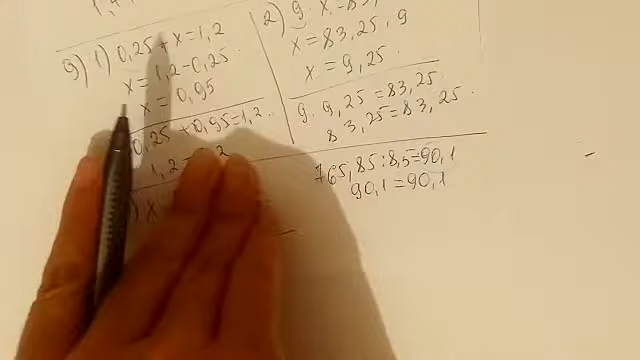 9) 1) 0,25 + x = 1,2
x = 1,2 - 0,25
x = 0,95
0,25 + 0,95 = 1,2
1,2 =
2) 9 · x = 83,
x = 83,25 , 9
x = 9,25
9 · 9,25 = 83,25
83,25 = 83,25
765,85 : 8,5 = 90,1
90,1 = 90,1
) x